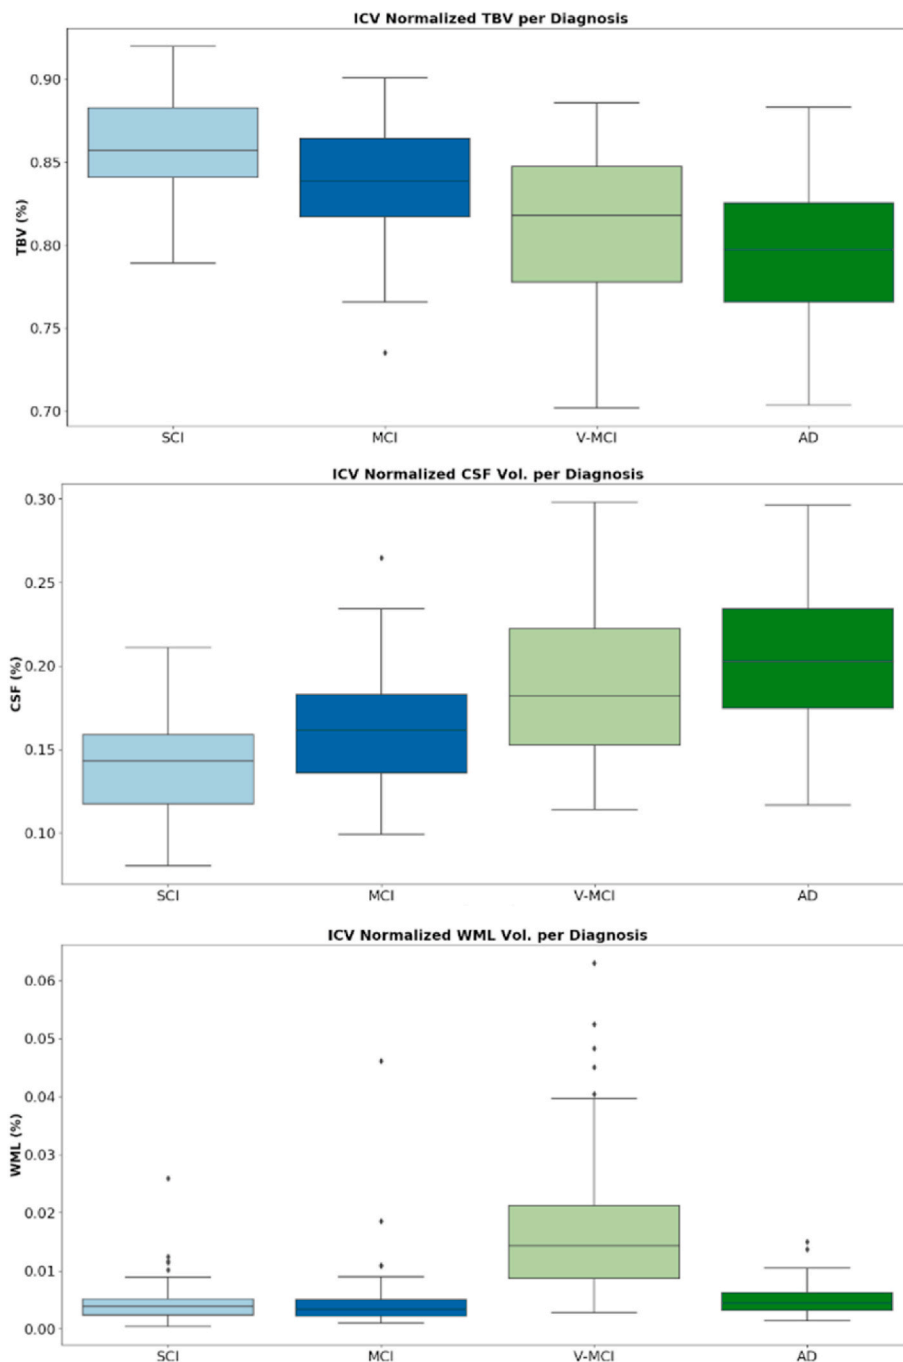 ICV Normalized TBV per Diagnosis
TBV (%)
0.90
0.85
0.80
0.75
0.70
SCI MCI V-MCI AD
ICV Normalized CSF Vol. per Diagnosis
CSF (%)
0.30
0.25
0.20
0.15
0.10
SCI MCI V-MCI AD
ICV Normalized WML Vol. per Diagnosis
WML (%)
0.06
0.05
0.04
0.03
0.02
0.01
0.00
SCI MCI V-MCI AD